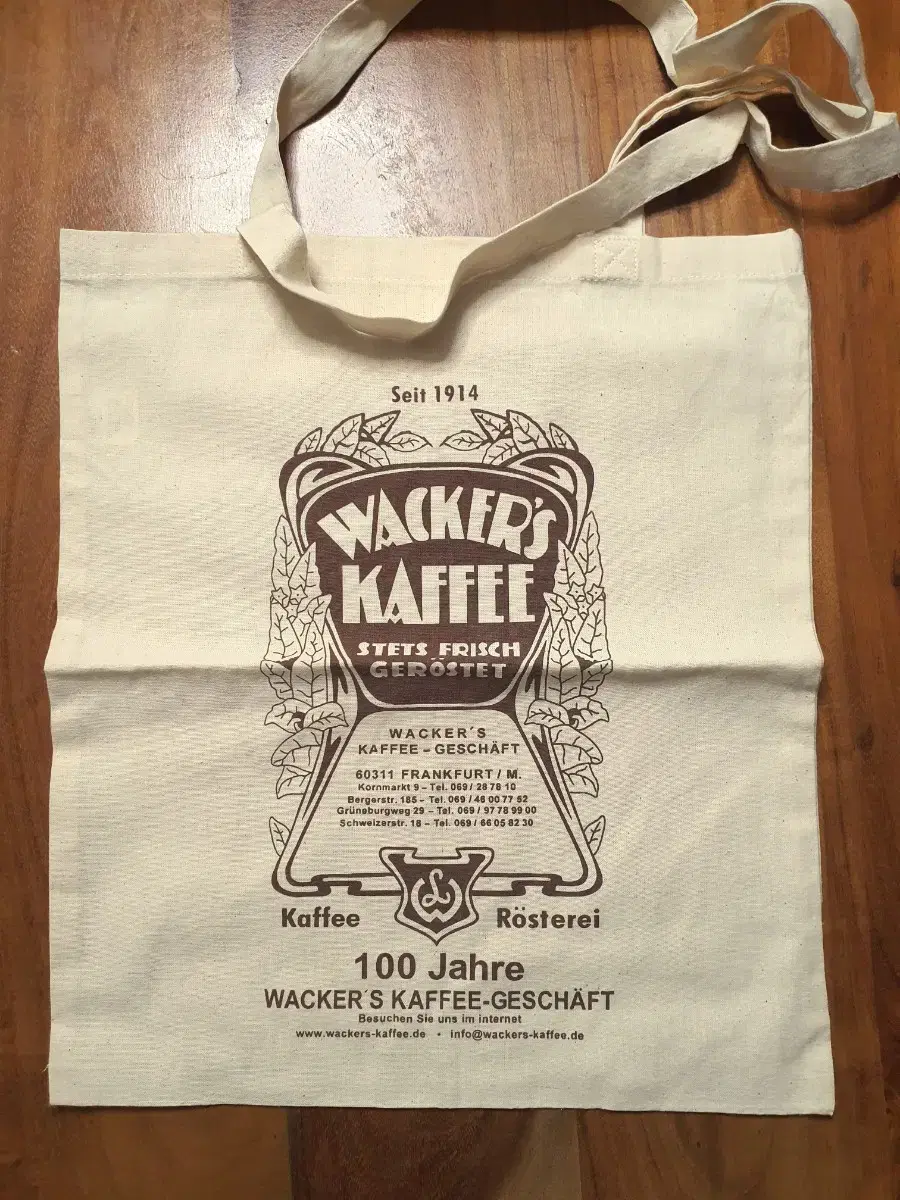 Seit 1914
WACKER'S
KAFFEE
STETS FRISCH
GERÖSTET
WACKER´S
KAFFEE – GESCHÄFT
60311 FRANKFURT / M.
Kornmarkt 9 – Tel. 069 / 28 78 10
Bergerstr. 185 – Tel. 069 / 46 00 77 52
Grüneburgweg 29 – Tel. 069 / 97 78 99 00
Schweizerstr. 18 – Tel. 069 / 66 05 82 30
LW
Kaffee Rösterei
100 Jahre
WACKER´S KAFFEE-GESCHÄFT
Besuchen Sie uns im internet
www.wackers-kaffee.de • info@wackers-kaffee.de